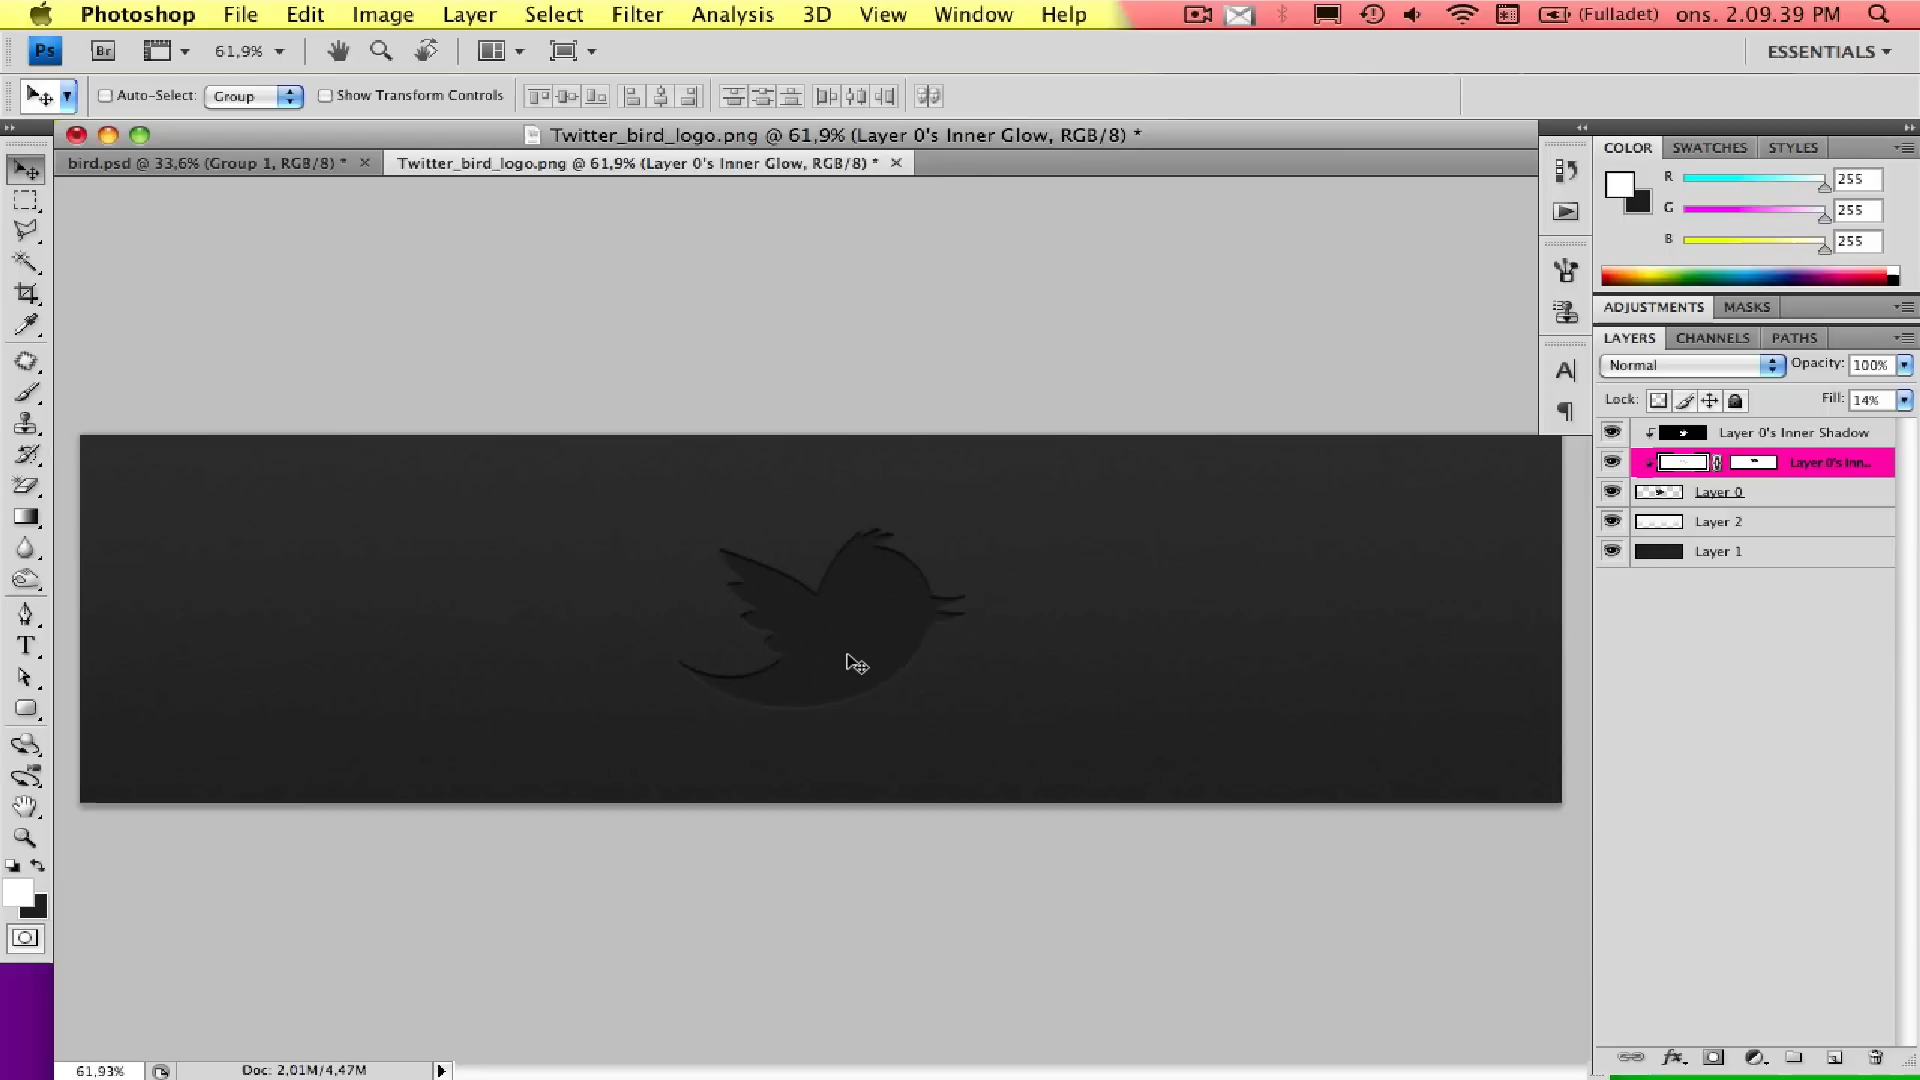 Photoshop File Edit Image Layer Select Filter Analysis 3D View Window Help (Fulladet) ons. 2.09.39 PM
Ps Br 61,9% ESSENTIALS
Auto-Select: Group Show Transform Controls
Twitter_bird_logo.png @ 61,9% (Layer 0's Inner Glow, RGB/8) *
bird.psd @ 33,6% (Group 1, RGB/8) * Twitter_bird_logo.png @ 61,9% (Layer 0's Inner Glow, RGB/8) *
COLOR SWATCHES STYLES
R 255
G 255
B 255
ADJUSTMENTS MASKS
LAYERS CHANNELS PATHS
Normal Opacity: 100%
Lock: Fill: 14%
Layer 0's Inner Shadow
Layer 0's Inn...
Layer 0
Layer 2
Layer 1
61,93% Doc: 2,01M/4,47M